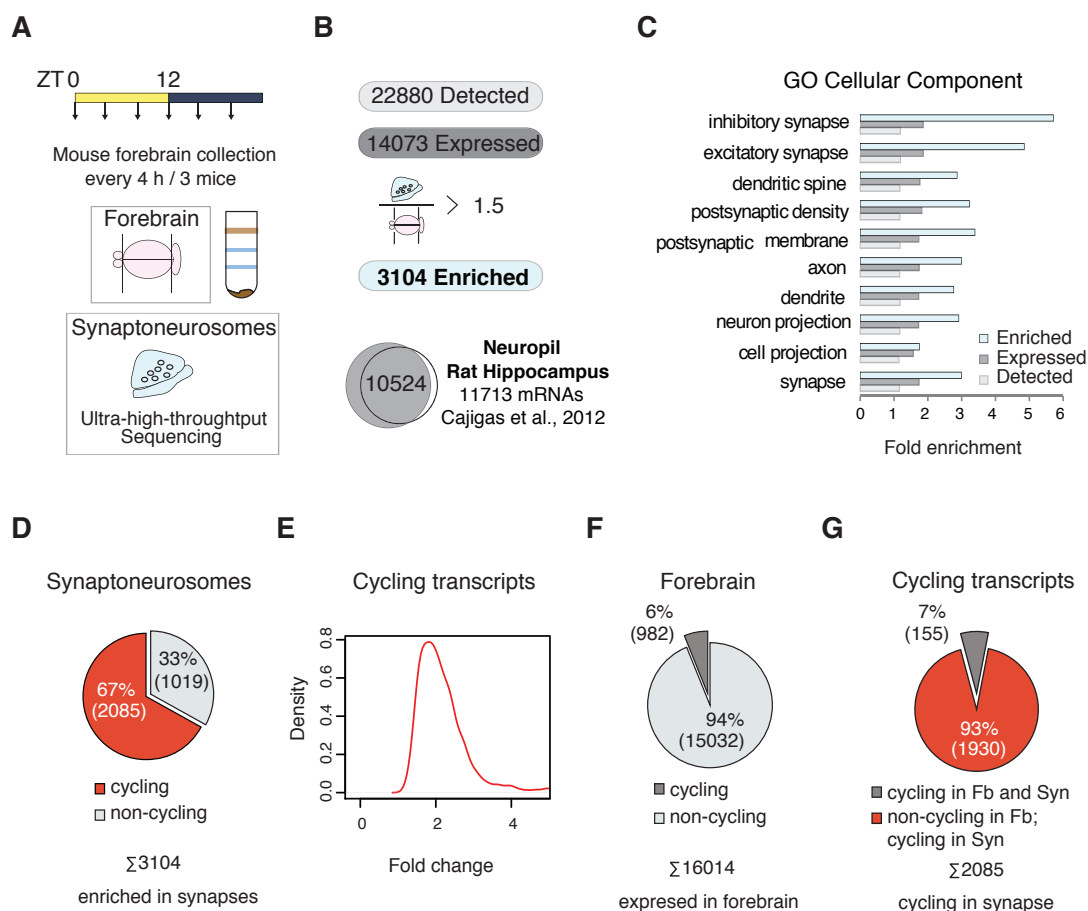 A
ZT 0 12
Mouse forebrain collection
every 4 h / 3 mice
Forebrain
Synaptoneurosomes
Ultra-high-throughtput
Sequencing
B
22880 Detected
14073 Expressed
> 1.5
3104 Enriched
10524
Neuropil
Rat Hippocampus
11713 mRNAs
Cajigas et al., 2012
C
GO Cellular Component
inhibitory synapse
excitatory synapse
dendritic spine
postsynaptic density
postsynaptic membrane
axon
dendrite
neuron projection
cell projection
synapse
Enriched
Expressed
Detected
0 1 2 3 4 5 6
Fold enrichment
D
Synaptoneurosomes
33%
(1019)
67%
(2085)
cycling
non-cycling
∑3104
enriched in synapses
E
Cycling transcripts
Density
0.8
0.6
0.4
0.2
0.0
0 2 4
Fold change
F
Forebrain
6%
(982)
94%
(15032)
cycling
non-cycling
∑16014
expresed in forebrain
G
Cycling transcripts
7%
(155)
93%
(1930)
cycling in Fb and Syn
non-cycling in Fb;
cycling in Syn
∑2085
cycling in synapse